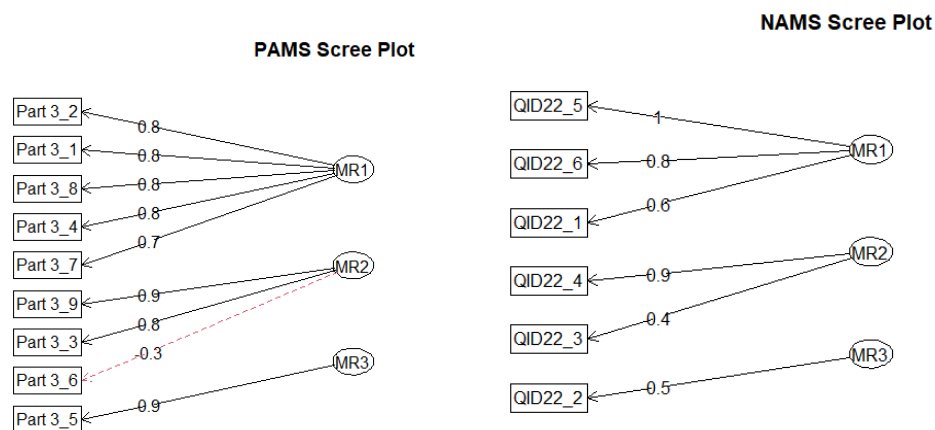 PAMS Scree Plot
Part 3_2
Part 3_1
Part 3_8
Part 3_4
Part 3_7
Part 3_9
Part 3_3
Part 3_6
Part 3_5
0.8
0.8
0.8
0.8
0.7
0.9
0.8
-0.3
0.9
MR1
MR2
MR3
NAMS Scree Plot
QID22_5
QID22_6
QID22_1
QID22_4
QID22_3
QID22_2
1
0.8
0.6
0.9
0.4
0.5
MR1
MR2
MR3